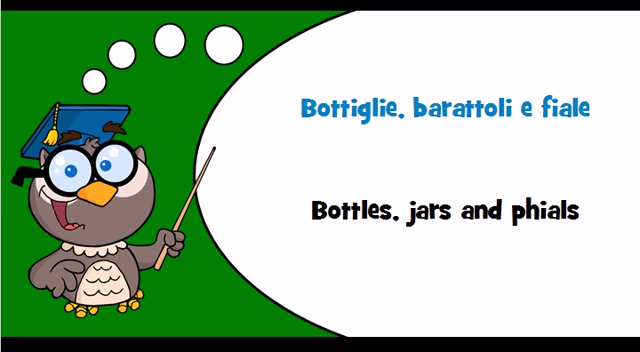 Bottiglie, barattoli e fiale
Bottles, jars and phials